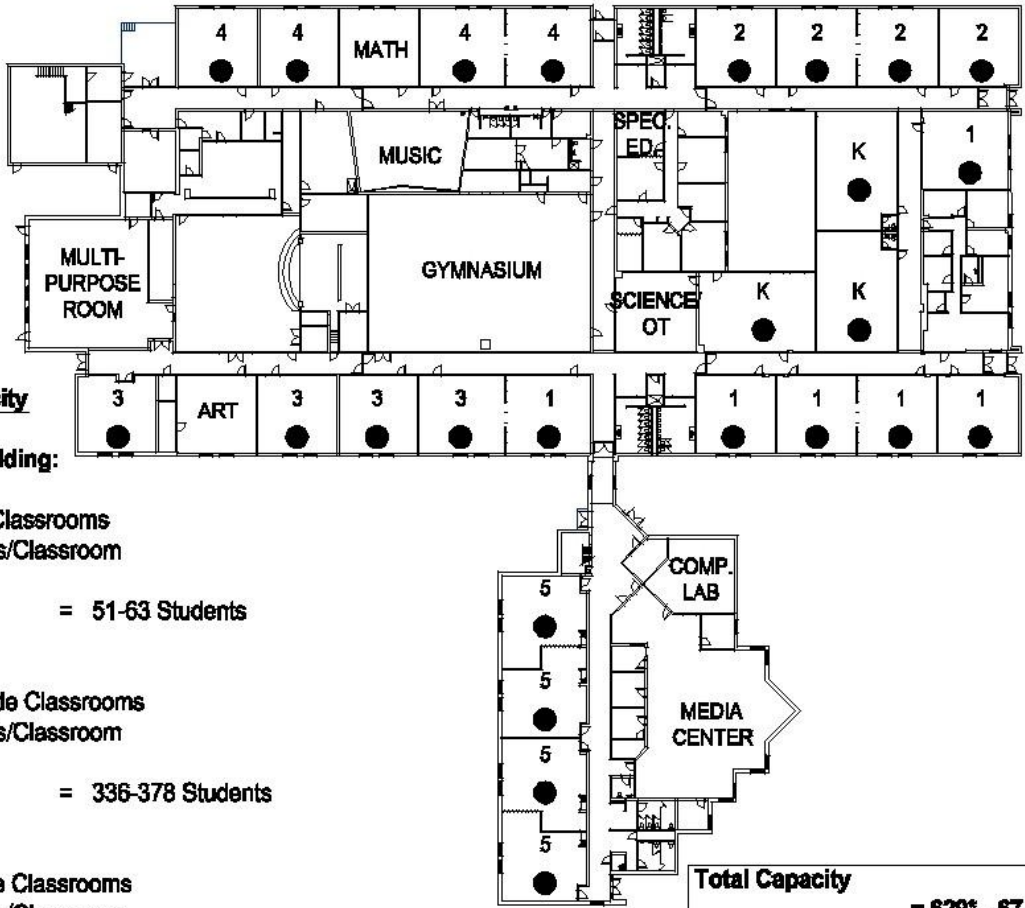 4
4
MATH
4
4
2
2
2
2
MUSIC
SPEC.
ED.
K
1
MULTI-
PURPOSE
ROOM
GYMNASIUM
SCIENCE/
OT
K
K
3
ART
3
3
3
1
1
1
1
1
Classrooms
s/Classroom
= 51-63 Students
Classrooms
s/Classroom
= 336-378 Students
Classrooms
5
5
5
5
COMP.
LAB
MEDIA
CENTER
Total Capacity